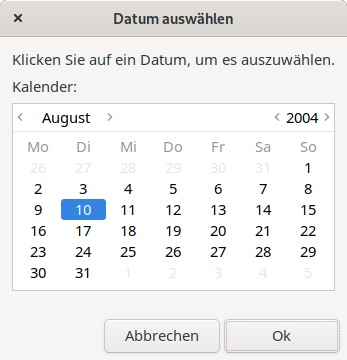 Datum auswählen
Klicken Sie auf ein Datum, um es auszuwählen.
Kalender:
August 2004
Mo Di Mi Do Fr Sa So
26 27 28 29 30 31 1
2 3 4 5 6 7 8
9 10 11 12 13 14 15
16 17 18 19 20 21 22
23 24 25 26 27 28 29
30 31 1 2 3 4 5
Abbrechen Ok